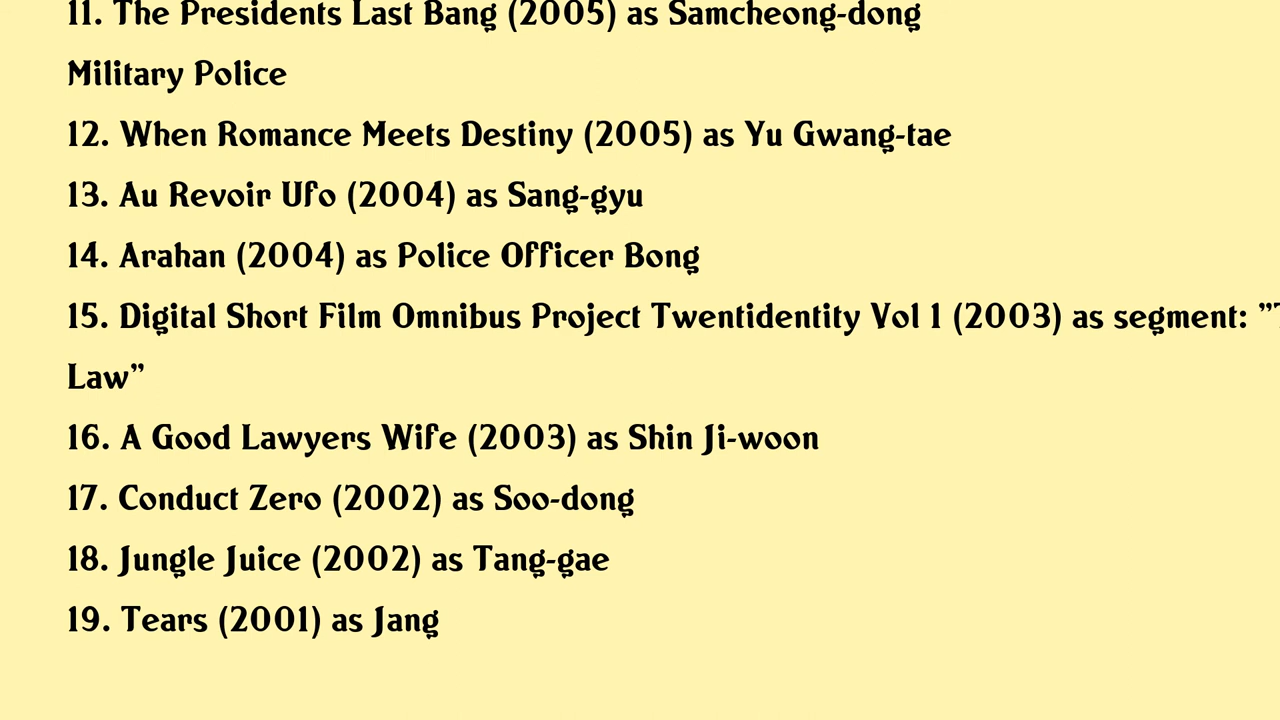 11. The Presidents Last Bang (2005) as Samcheong-dong
Military Police
12. When Romance Meets Destiny (2005) as Yu Gwang-tae
13. Au Revoir Ufo (2004) as Sang-gyu
14. Arahan (2004) as Police Officer Bong
15. Digital Short Film Omnibus Project Twentidentity Vol 1 (2003) as segment:
Law”
16. A Good Lawyers Wife (2003) as Shin Ji-woon
17. Conduct Zero (2002) as Soo-dong
18. Jungle Juice (2002) as Tang-gae
19. Tears (2001) as Jang